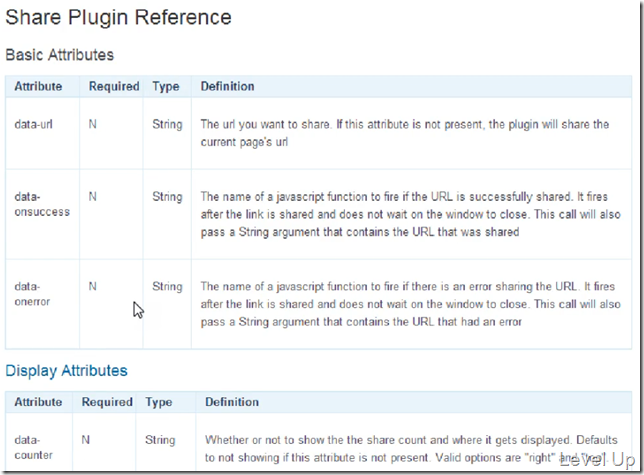 Share Plugin Reference
Basic Attributes
Attribute Required Type Definition
data-url N String The url you want to share. If this attribute is not present, the plugin will share the
current page's url
data- N String The name of a javascript function to fire if the URL is successfully shared. It fires
onsuccess after the link is shared and does not wait on the window to close. This call will also
pass a String argument that contains the URL that was shared
data- N String The name of a javascript function to fire if there is an error sharing the URL. It fires
onerror after the link is shared and does not wait on the window to close. This call will also
pass a String argument that contains the URL that had an error
Display Attributes
Attribute Required Type Definition
data- N String Whether or not to show the the share count and where it gets displayed. Defaults
counter to not showing if this attribute is not present. Valid options are "right" and "top"
Level Up